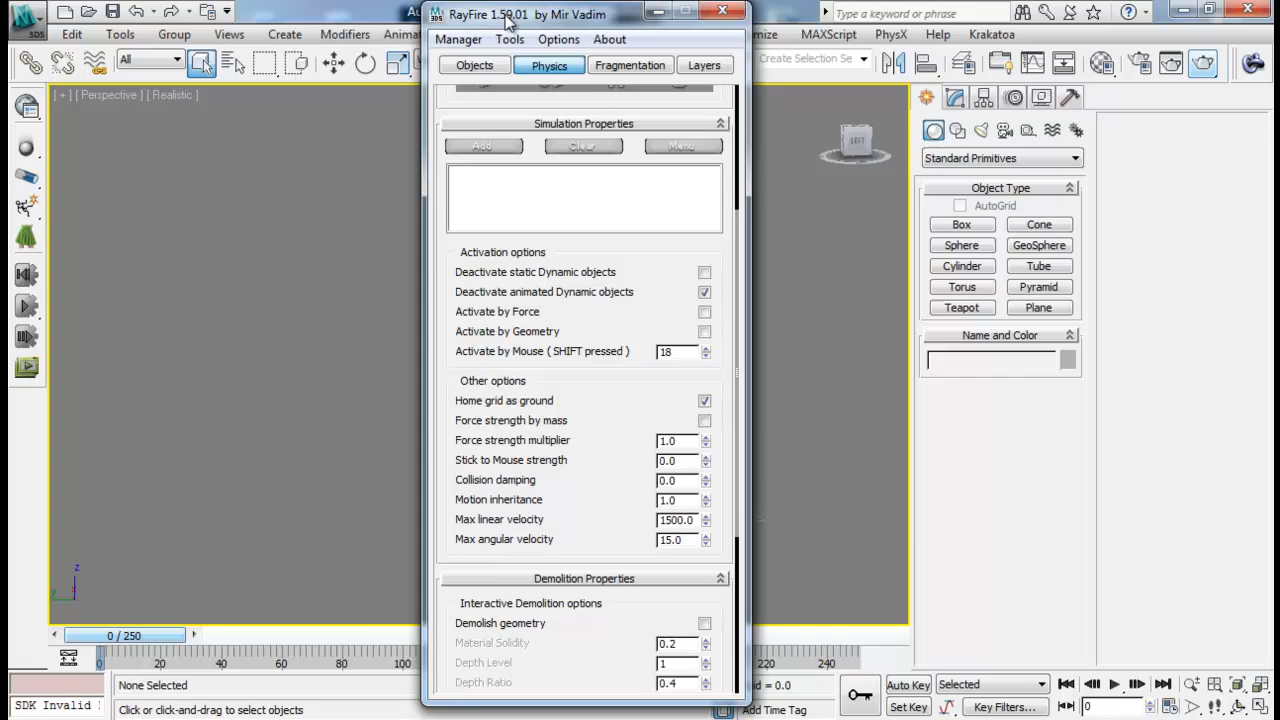 RayFire 1.59.01 by Mir Vadim
Type a keyword or phrase
Edit Tools Group Views Create Modifiers
MAXScript PhysX Help Krakatoa
Manager Tools Options About
All
Create Selection Se
Objects Physics Fragmentation Layers
[ + ] [ Perspective ] [ Realistic ]
LEFT
Simulation Properties
Add Clear Menu
Activation options
Deactivate static Dynamic objects
Deactivate animated Dynamic objects
Activate by Force
Activate by Geometry
Activate by Mouse ( SHIFT pressed ) 18
Other options
Home grid as ground
Force strength by mass
Force strength multiplier 1.0
Stick to Mouse strength 0.0
Collision damping 0.0
Motion inheritance 1.0
Max linear velocity 1500.0
Max angular velocity 15.0
Demolition Properties
Interactive Demolition options
Demolish geometry
Material Solidity 0.2
Depth Level 1
Depth Ratio 0.4
Standard Primitives
Object Type
AutoGrid
Box Cone
Sphere GeoSphere
Cylinder Tube
Torus Pyramid
Teapot Plane
Name and Color
z
0 / 250
0 20 40 60 80 100 220 240
None Selected
Click or click-and-drag to select objects
SDK Invalid
d = 0.0
Add Time Tag
Auto Key Selected
Set Key Key Filters... 0